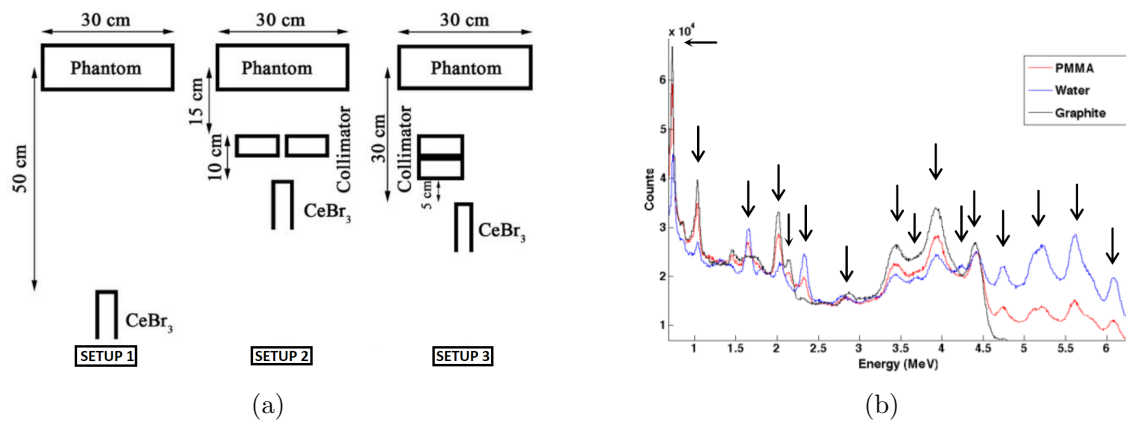 30 cm
Phantom
50 cm
CeBr3
SETUP 1
30 cm
Phantom
15 cm
10 cm
Collimator
CeBr3
SETUP 2
30 cm
Phantom
30 cm
Collimator
5 cm
CeBr3
SETUP 3
(a)
x 10^4
PMMA
Water
Graphite
Counts
6
5
4
3
2
1
1 1.5 2 2.5 3 3.5 4 4.5 5 5.5 6
Energy (MeV)
(b)